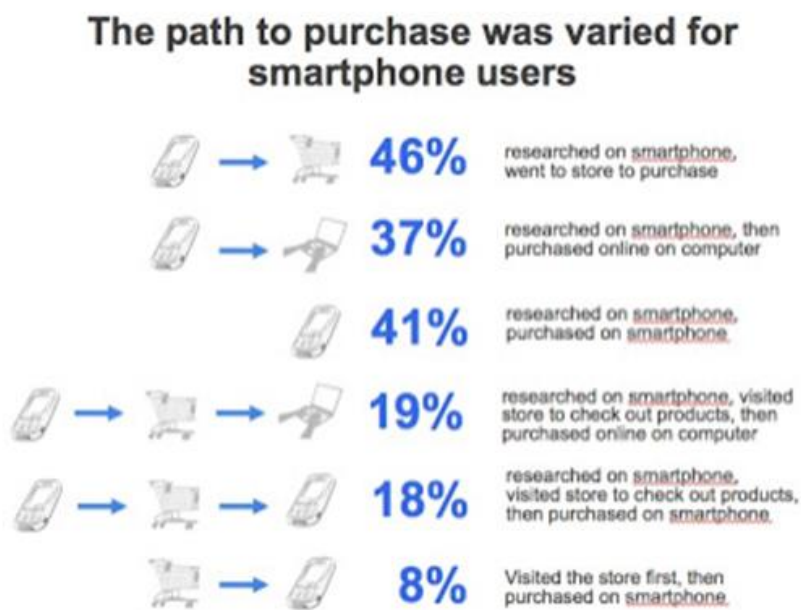 The path to purchase was varied for
smartphone users
46%
researched on smartphone,
went to store to purchase
37%
researched on smartphone, then
purchased online on computer
41%
researched on smartphone,
purchased on smartphone
19%
researched on smartphone, visited
store to check out products, then
purchased online on computer
18%
researched on smartphone,
visited store to check out products,
then purchased on smartphone
8%
Visited the store first, then
purchased on smartphone